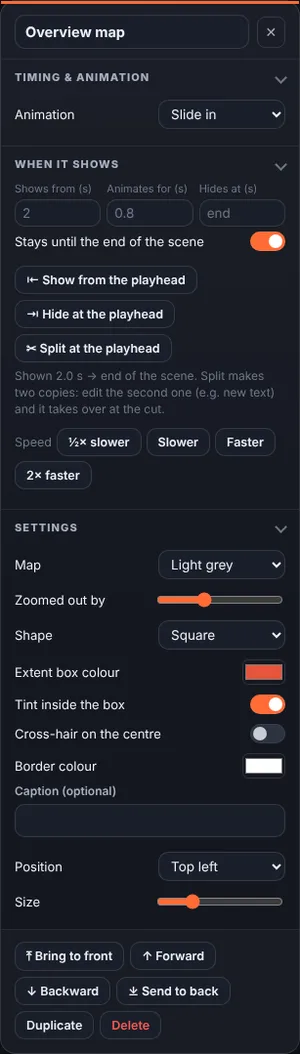 Overview map ✕
TIMING & ANIMATION
Animation Slide in
WHEN IT SHOWS
Shows from (s) Animates for (s) Hides at (s)
2 0.8 end
Stays until the end of the scene
⇤ Show from the playhead
⇥ Hide at the playhead
✂ Split at the playhead
Shown 2.0 s → end of the scene. Split makes
two copies: edit the second one (e.g. new text)
and it takes over at the cut.
Speed ½× slower Slower Faster
2× faster
SETTINGS
Map Light grey
Zoomed out by
Shape Square
Extent box colour
Tint inside the box
Cross-hair on the centre
Border colour
Caption (optional)
Position Top left
Size
⤒ Bring to front ↑ Forward
↓ Backward ⤓ Send to back
Duplicate Delete